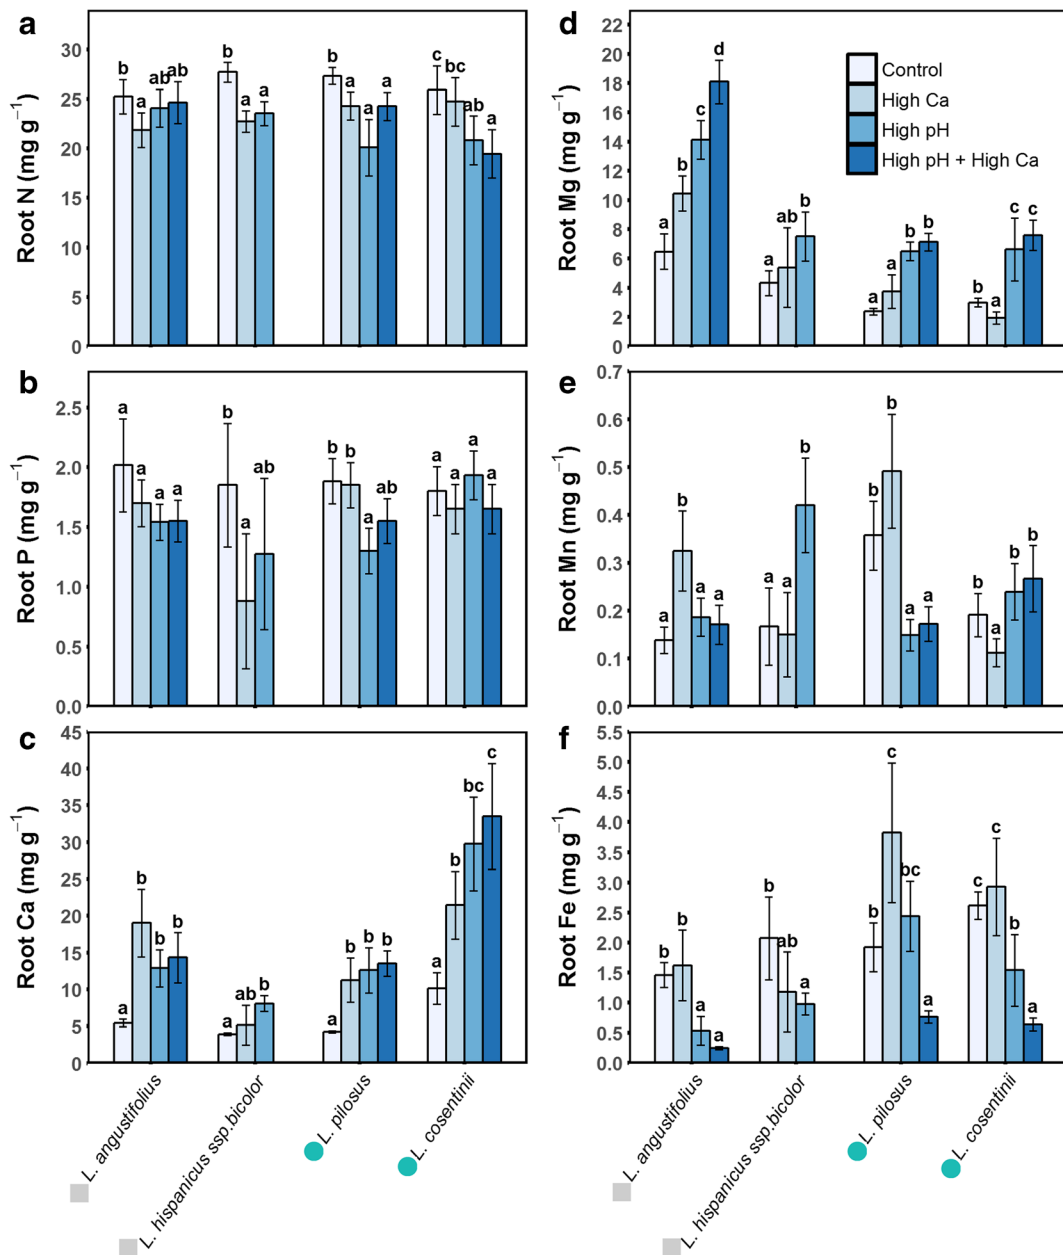 a
Root N (mg g⁻¹)
30
25
20
15
10
5
0
b a ab ab
b a a
b a a a
c bc ab a
d
Root Mg (mg g⁻¹)
22
20
18
16
14
12
10
8
6
4
2
0
a b c d
a ab b
a a b b
b a c c
Control
High Ca
High pH
High pH + High Ca
b
Root P (mg g⁻¹)
2.5
2.0
1.5
1.0
0.5
0.0
a a a a
b a ab
b b a ab
a a a a
e
Root Mn (mg g⁻¹)
0.7
0.6
0.5
0.4
0.3
0.2
0.1
0.0
a b a a
a a b
b b a a
b a b b
c
Root Ca (mg g⁻¹)
45
40
35
30
25
20
15
10
5
0
a b b b
a ab b
a b b b
a b bc c
L. angustifolius
L. hispanicus ssp.bicolor
L. pilosus
L. cosentinii
f
Root Fe (mg g⁻¹)
5.5
5.0
4.5
4.0
3.5
3.0
2.5
2.0
1.5
1.0
0.5
0.0
b b a a
b ab a
b c bc a
c c b a
L. angustifolius
L. hispanicus ssp.bicolor
L. pilosus
L. cosentinii